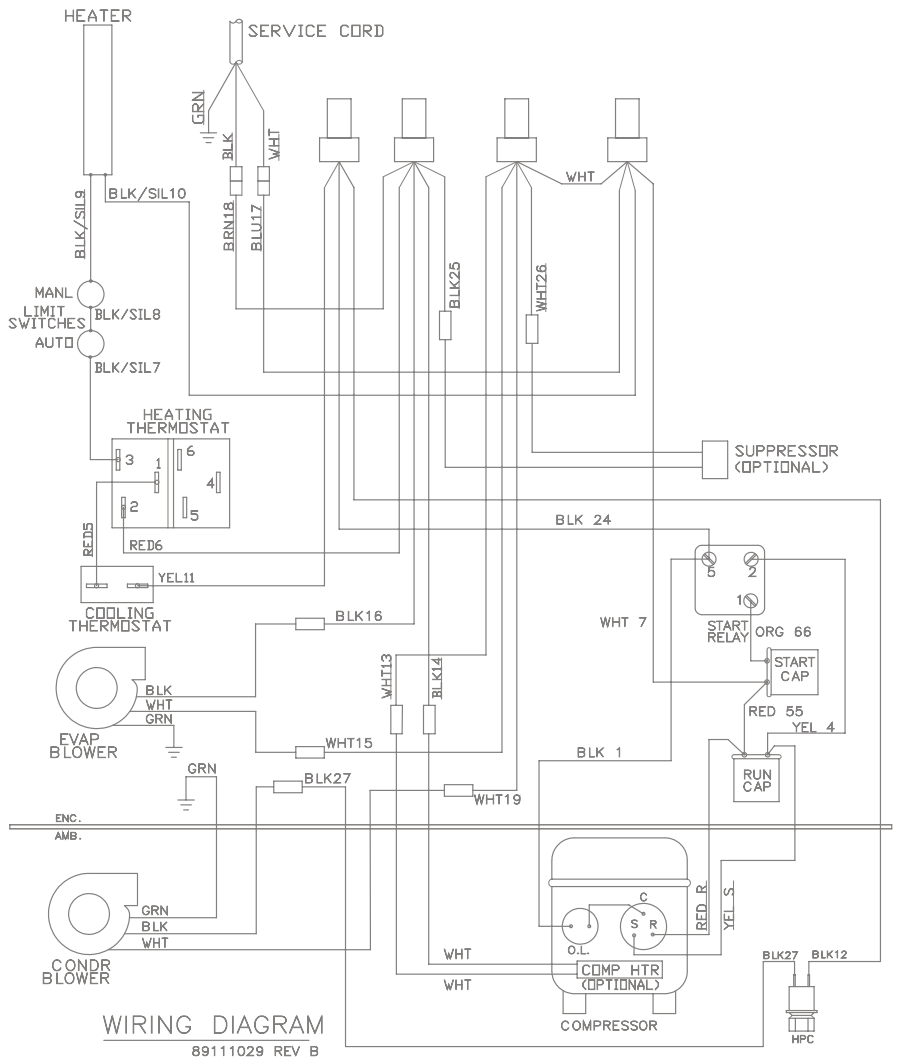 HEATER
SERVICE CORD
GRN
BLK
WHT
WHT
BLK/SIL9
BLK/SIL10
BRN18
BLU17
BLK25
WHT26
MANL
LIMIT
SWITCHES
AUTO
BLK/SIL8
BLK/SIL7
HEATING
THERMOSTAT
3
1
6
4
2
5
SUPPRESSOR
(OPTIONAL)
RED5
RED6
BLK 24
YEL11
COOLING
THERMOSTAT
5
2
1
START
RELAY
ORG 66
BLK16
WHT 7
START
CAP
WHT13
BLK14
BLK
WHT
GRN
EVAP
BLOWER
RED 55
YEL 4
WHT15
BLK 1
GRN
BLK27
WHT19
RUN
CAP
ENC.
AMB.
C
S
R
O.L.
RED R
YEL S
GRN
BLK
WHT
CONDR
BLOWER
WHT
WHT
COMP HTR
(OPTIONAL)
COMPRESSOR
BLK27
BLK12
HPC
WIRING DIAGRAM
89111029 REV B